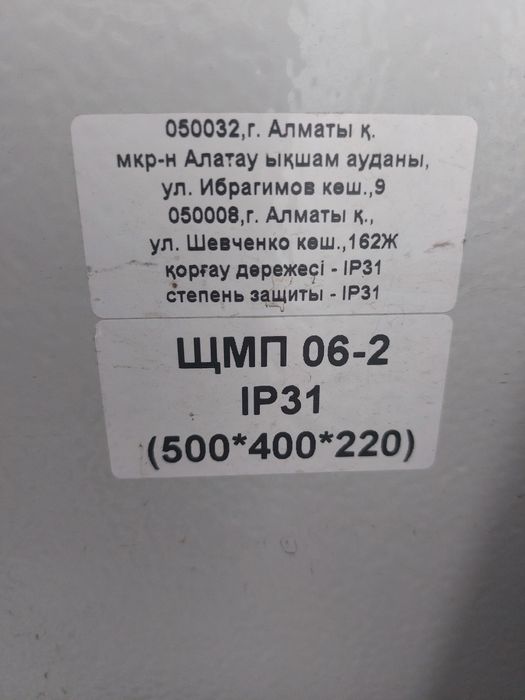 050032,г. Алматы қ.
мкр-н Алатау ықшам ауданы,
ул. Ибрагимов көш.,9
050008,г. Алматы қ.,
ул. Шевченко көш.,162Ж
қорғау дәрежесі - IP31
степень защиты - IP31
ЩМП 06-2
IP31
(500*400*220)